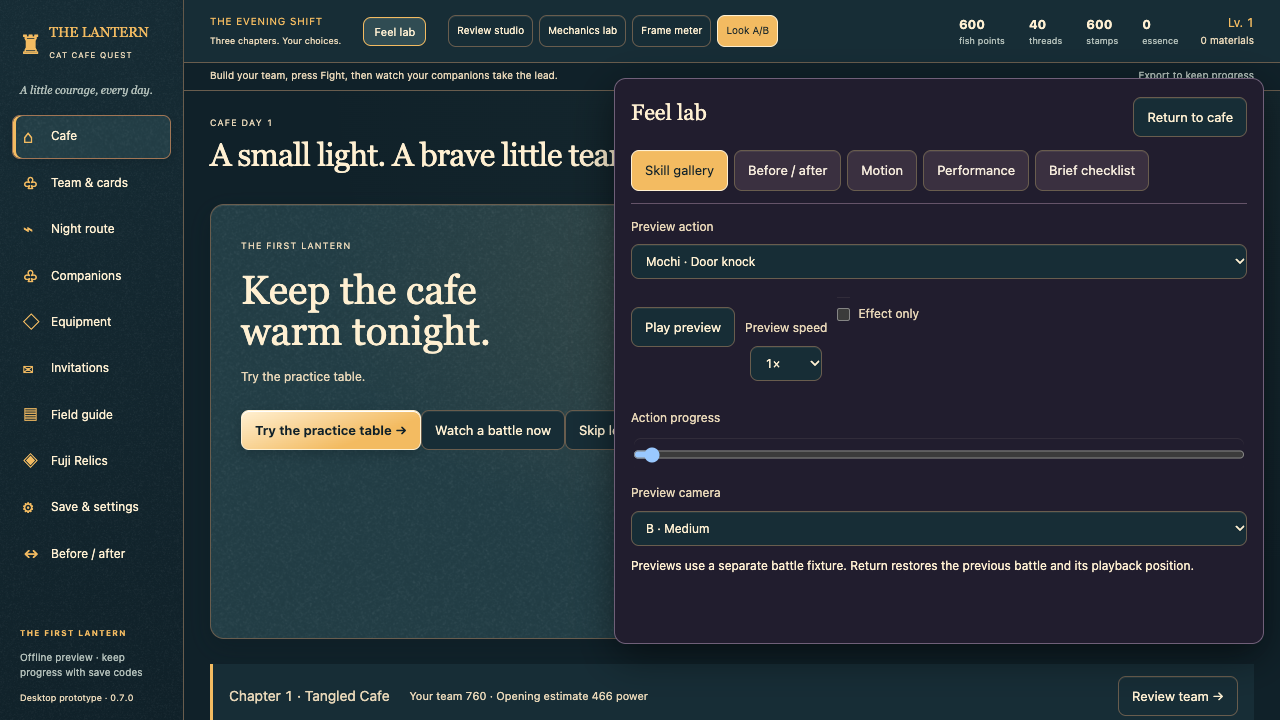 THE LANTERN
CAT CAFE QUEST
A little courage, every day.
Cafe
Team & cards
Night route
Companions
Equipment
Invitations
Field guide
Fuji Relics
Save & settings
Before / after
THE FIRST LANTERN
Offline preview · keep
progress with save codes
Desktop prototype · 0.7.0
THE EVENING SHIFT
Three chapters. Your choices.
Feel lab
Review studio
Mechanics lab
Frame meter
Look A/B
600
fish points
40
threads
600
stamps
0
essence
Lv. 1
0 materials
Build your team, press Fight, then watch your companions take the lead.
Export to keep progress
CAFE DAY 1
A small light. A brave little
THE FIRST LANTERN
Keep the cafe
warm tonight.
Try the practice table.
Try the practice table →
Watch a battle now
Skip
Feel lab
Return to cafe
Skill gallery
Before / after
Motion
Performance
Brief checklist
Preview action
Mochi · Door knock
Play preview
Preview speed
1×
Effect only
Action progress
Preview camera
B · Medium
Previews use a separate battle fixture. Return restores the previous battle and its playback position.
Chapter 1 · Tangled Cafe
Your team 760 · Opening estimate 466 power
Review team →